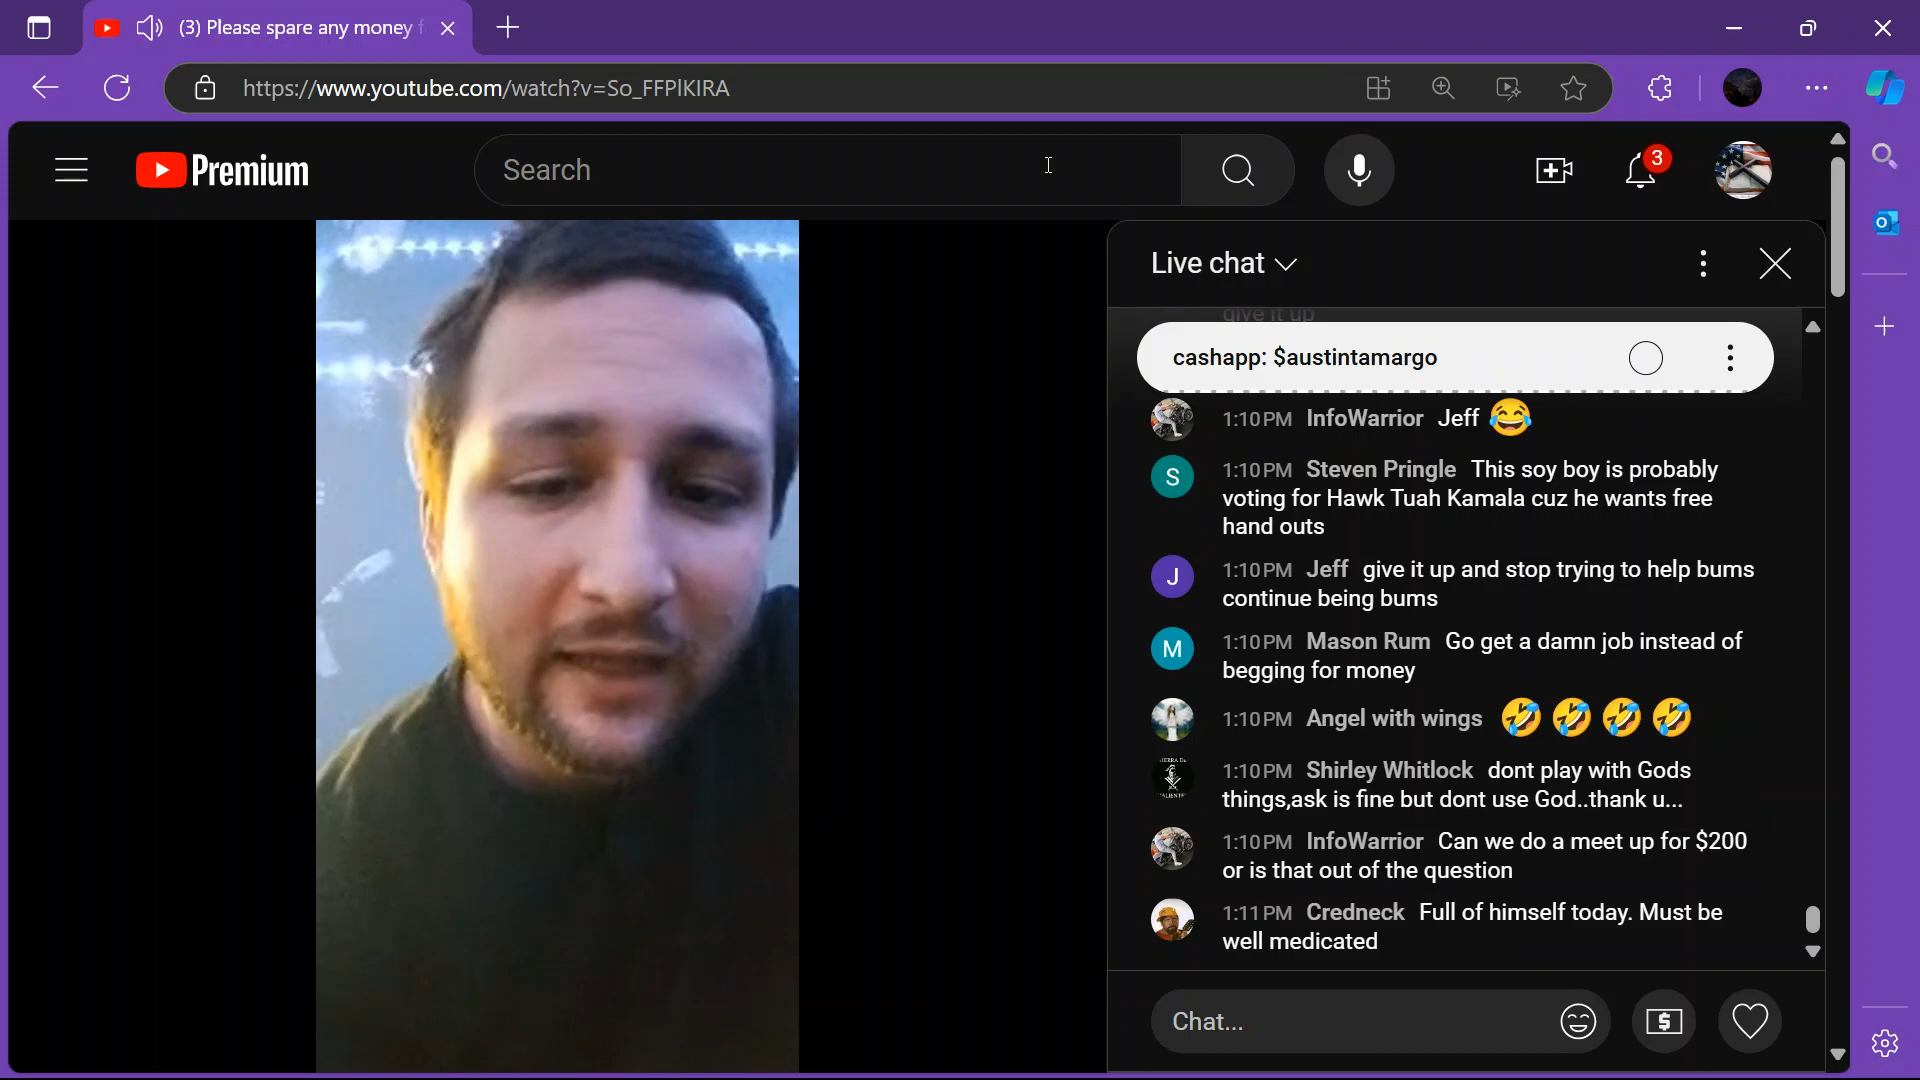 (3) Please spare any money f
https://www.youtube.com/watch?v=So_FFPlKIRA
Premium
Search
3
Live chat
give it up
cashapp: $austintamargo
1:10 PM InfoWarrior Jeff 😂
S
1:10 PM Steven Pringle This soy boy is probably
voting for Hawk Tuah Kamala cuz he wants free
hand outs
J
1:10 PM Jeff give it up and stop trying to help bums
continue being bums
M
1:10 PM Mason Rum Go get a damn job instead of
begging for money
1:10 PM Angel with wings 🤣🤣🤣🤣
1:10 PM Shirley Whitlock dont play with Gods
things,ask is fine but dont use God..thank u...
1:10 PM InfoWarrior Can we do a meet up for $200
or is that out of the question
1:11 PM Credneck Full of himself today. Must be
well medicated
Chat...